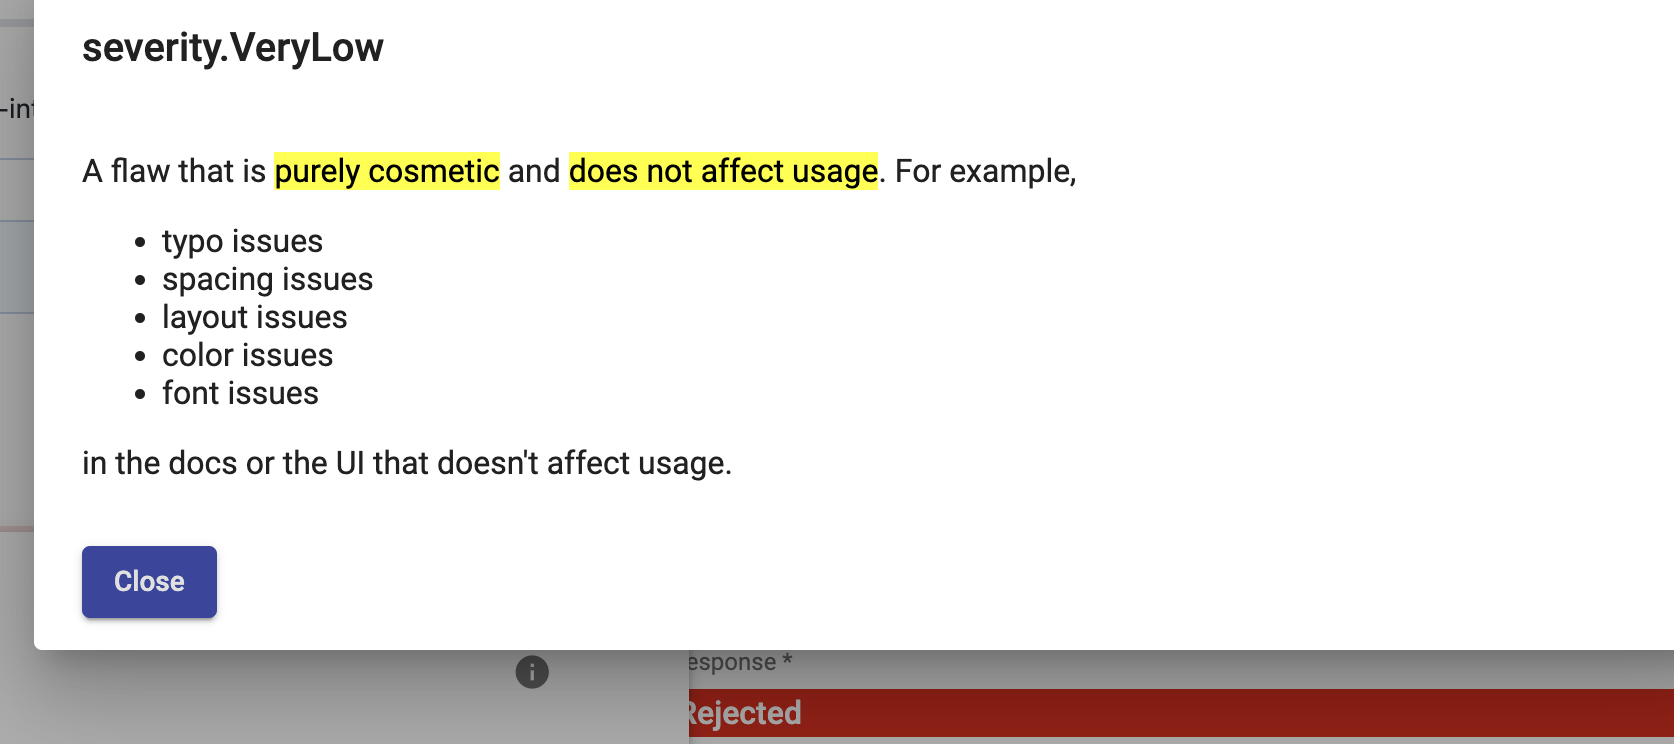 severity.VeryLow
-int
A flaw that is purely cosmetic and does not affect usage. For example,
• typo issues
• spacing issues
• layout issues
• color issues
• font issues
in the docs or the UI that doesn't affect usage.
Close
esponse *
Rejected